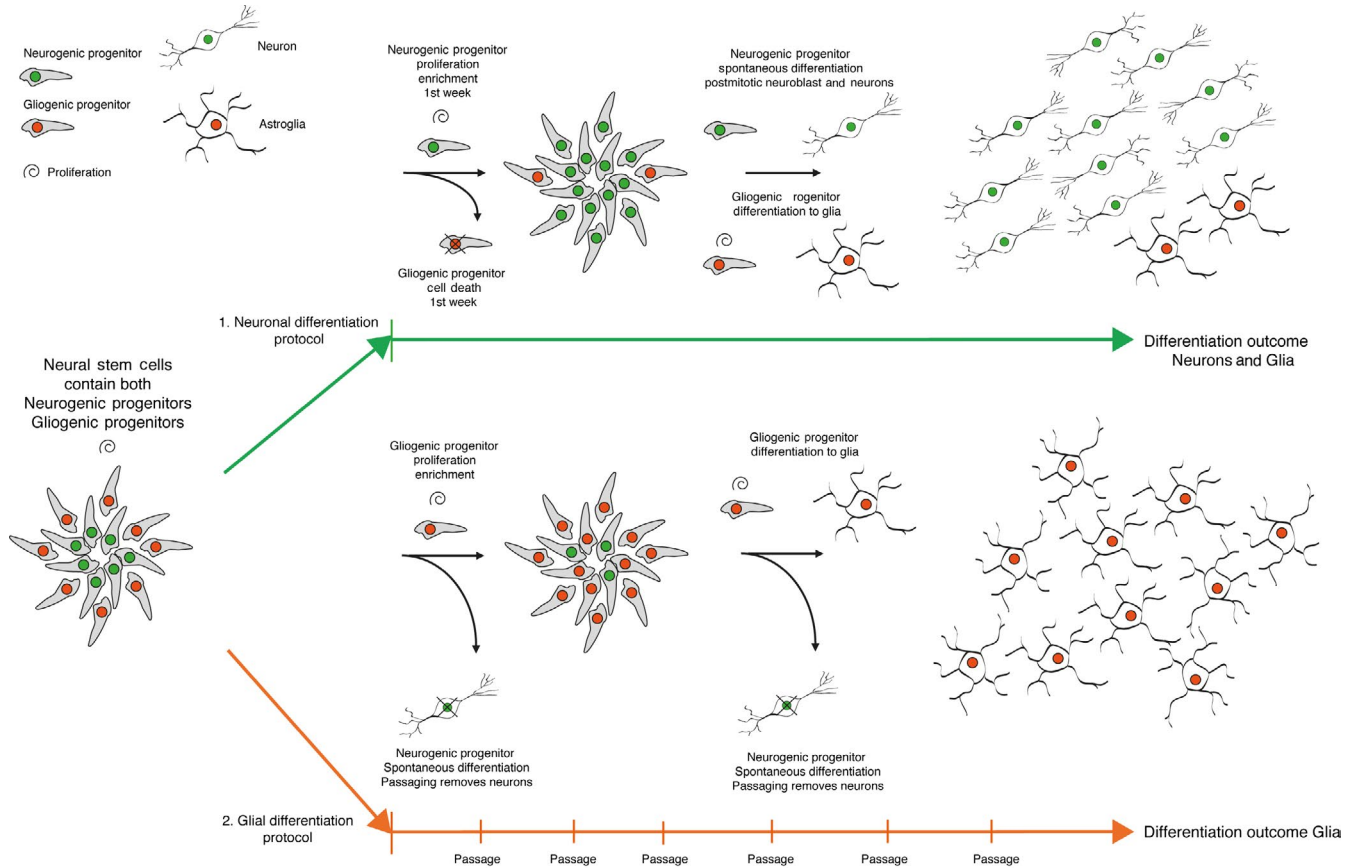 Neurogenic progenitor
Neuron
Gliogenic progenitor
Astroglia
Proliferation
Neurogenic progenitor
proliferation
enrichment
1st week
Gliogenic progenitor
cell death
1st week
Neurogenic progenitor
spontaneous differentiation
postmitotic neuroblast and neurons
Gliogenic rogenitor
differentiation to glia
1. Neuronal differentiation
protocol
Differentiation outcome
Neurons and Glia
Neural stem cells
contain both
Neurogenic progenitors
Gliogenic progenitors
Gliogenic progenitor
proliferation
enrichment
Neurogenic progenitor
Spontaneous differentiation
Passaging removes neurons
Gliogenic progenitor
differentiation to glia
Neurogenic progenitor
Spontaneous differentiation
Passaging removes neurons
2. Glial differentiation
protocol
Differentiation outcome Glia
Passage
Passage
Passage
Passage
Passage
Passage